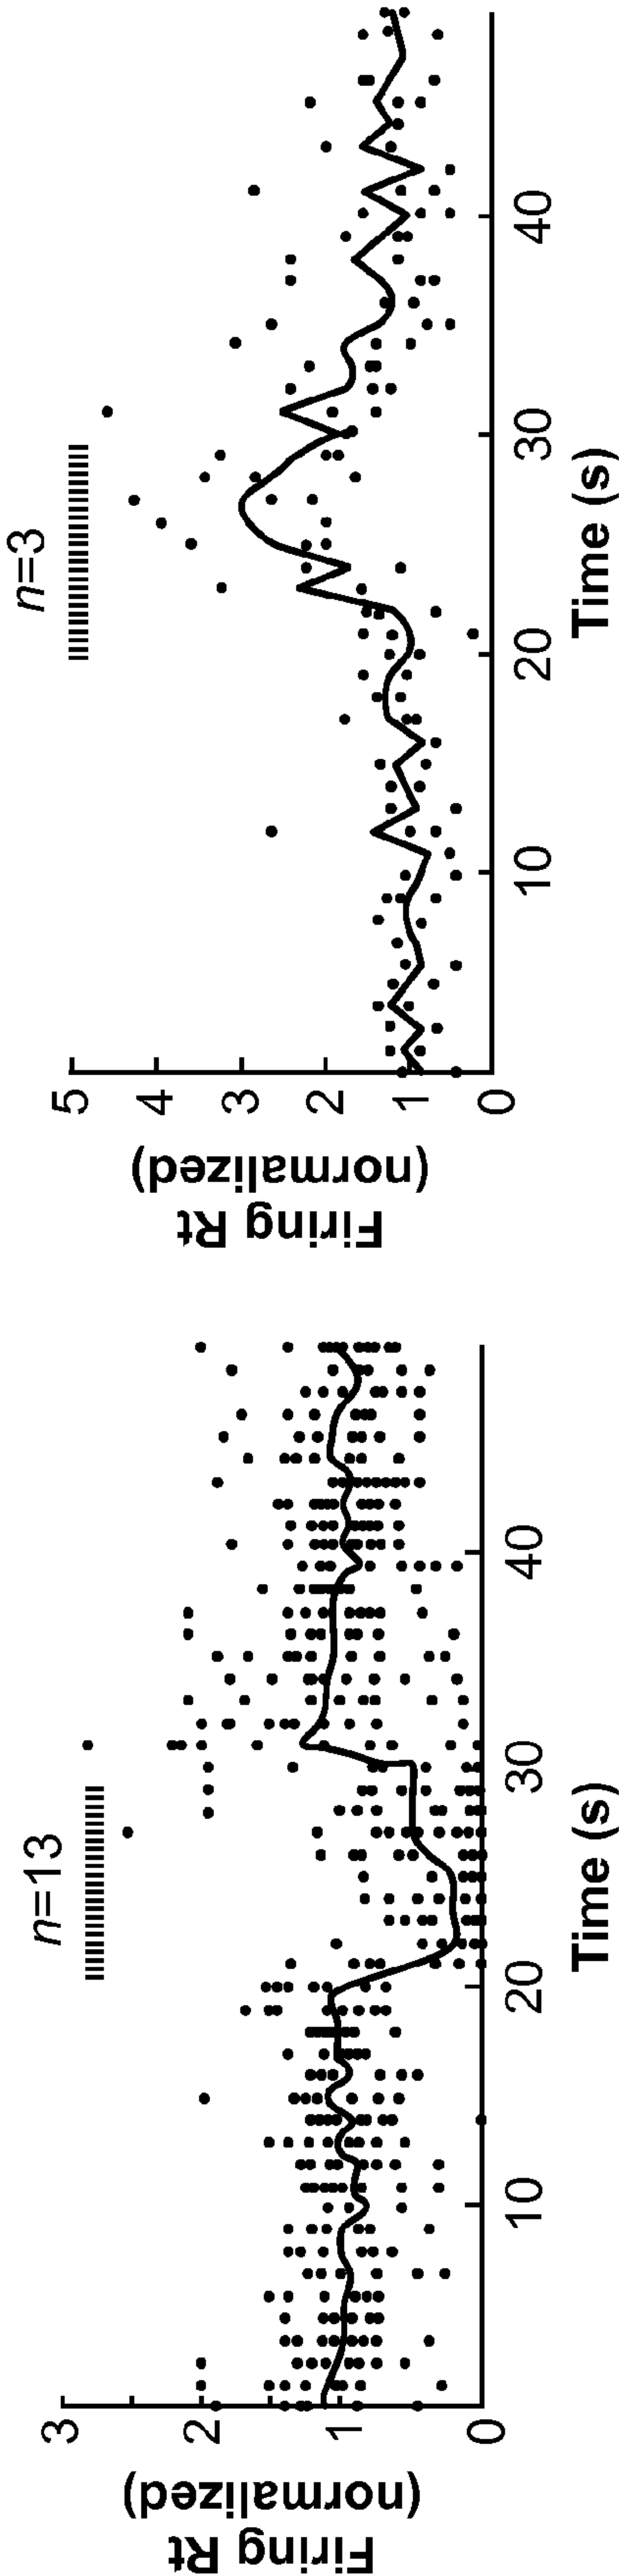 Firing Rt
(normalized)
3
2
1
0
n=13
10
20
30
40
Time (s)
Firing Rt
(normalized)
5
4
3
2
1
0
n=3
10
20
30
40
Time (s)